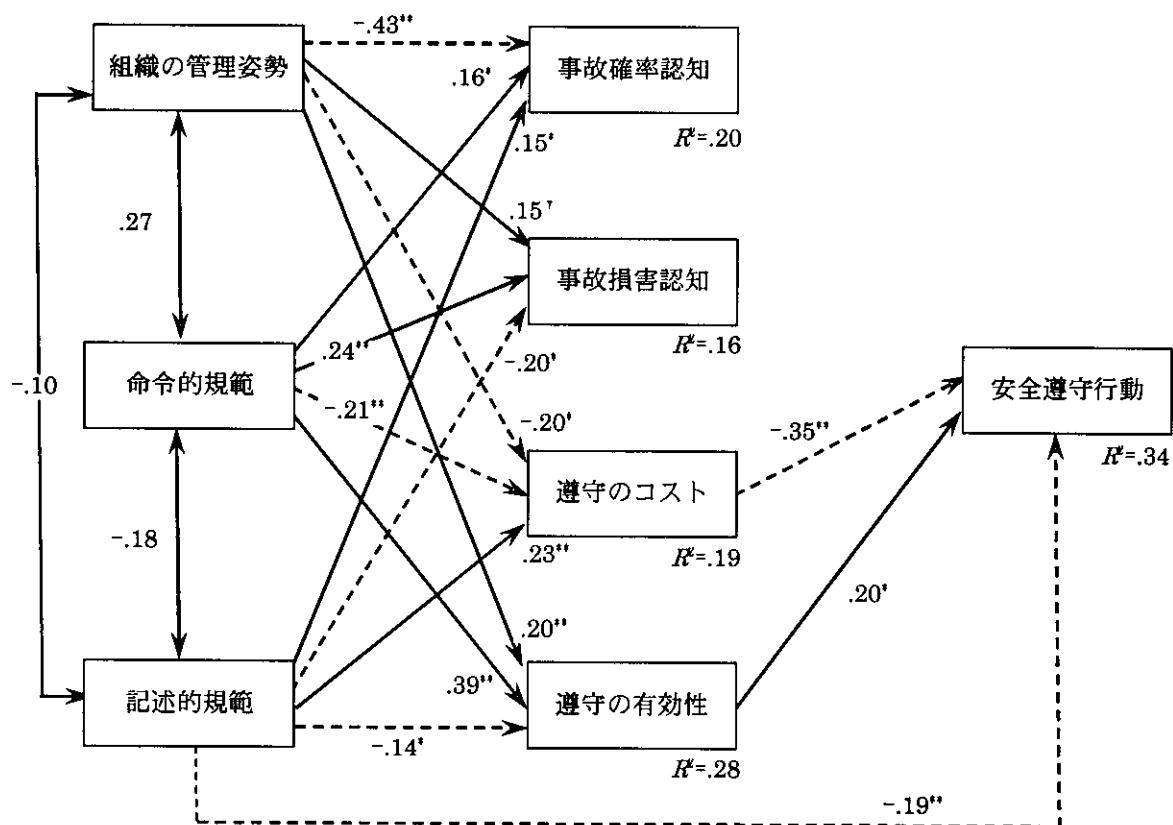 -.43**
組織の管理姿勢
事故確率認知
.16*
.15*
R²=.20
.27
.15†
事故損害認知
R²=.16
.24**
-.20*
-.10
命令的規範
安全遵守行動
-.21**
-.20*
-.35**
R²=.34
遵守のコスト
-.18
.23**
R²=.19
.20*
.20**
.39**
記述的規範
遵守の有効性
-.14*
R²=.28
-.19**